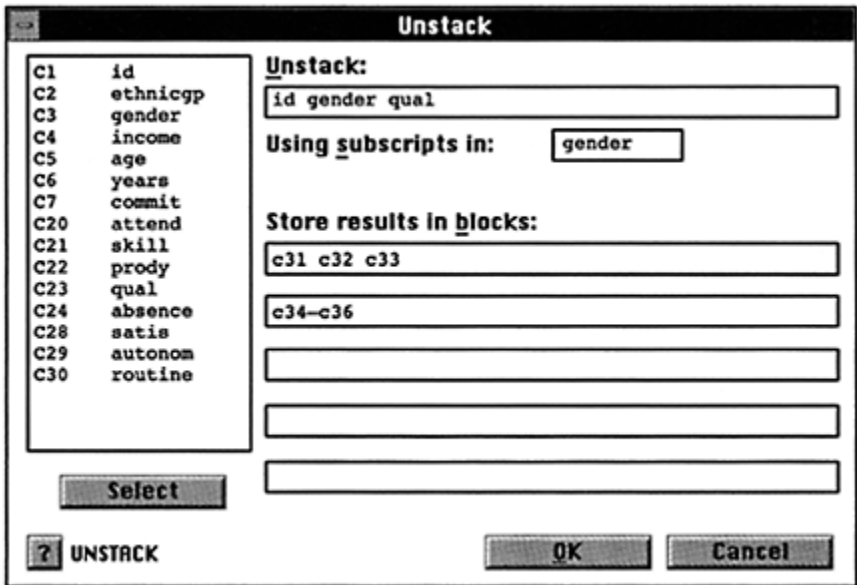 Unstack
C1 id
C2 ethnicgp
C3 gender
C4 income
C5 age
C6 years
C7 commit
C20 attend
C21 skill
C22 prody
C23 qual
C24 absence
C28 satis
C29 autonom
C30 routine
Select
? UNSTACK
Unstack:
id gender qual
Using subscripts in: gender
Store results in blocks:
c31 c32 c33
c34–c36
OK Cancel